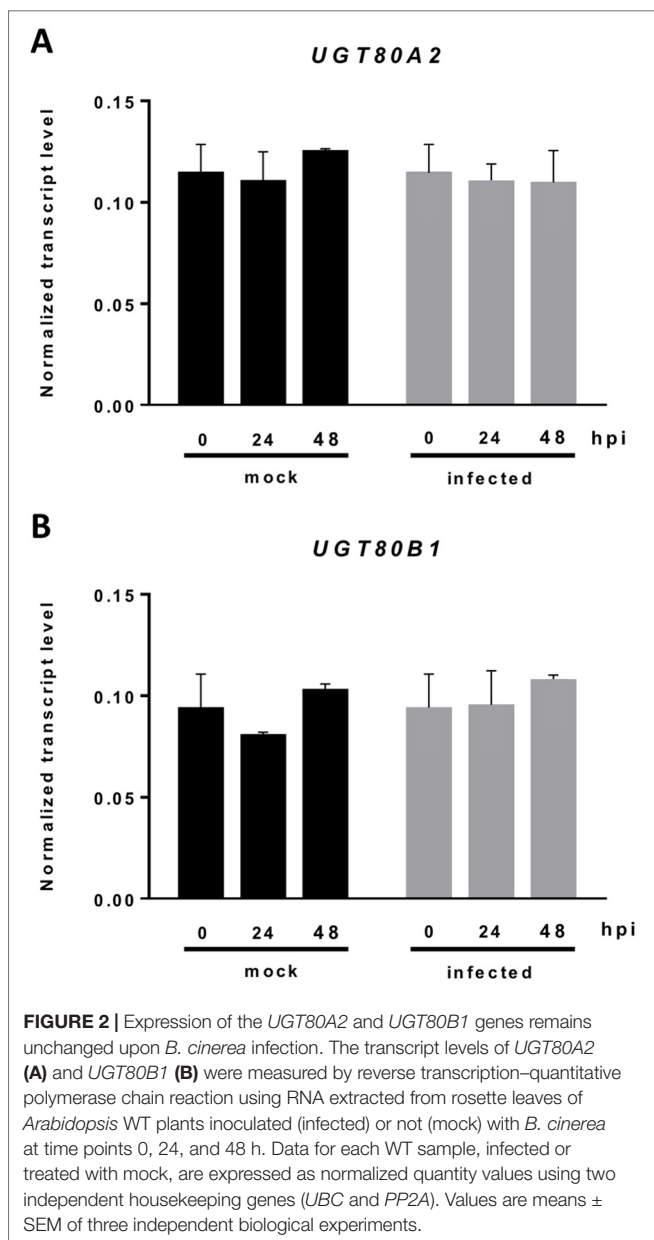 A
UGT80A2
Normalized transcript level
0.15
0.10
0.05
0.00
0 24 48 0 24 48 hpi
mock infected
B
UGT80B1
Normalized transcript level
0.15
0.10
0.05
0.00
0 24 48 0 24 48 hpi
mock infected
FIGURE 2 | Expression of the UGT80A2 and UGT80B1 genes remains
unchanged upon B. cinerea infection. The transcript levels of UGT80A2
(A) and UGT80B1 (B) were measured by reverse transcription–quantitative
polymerase chain reaction using RNA extracted from rosette leaves of
Arabidopsis WT plants inoculated (infected) or not (mock) with B. cinerea
at time points 0, 24, and 48 h. Data for each WT sample, infected or
treated with mock, are expressed as normalized quantity values using two
independent housekeeping genes (UBC and PP2A). Values are means ±
SEM of three independent biological experiments.